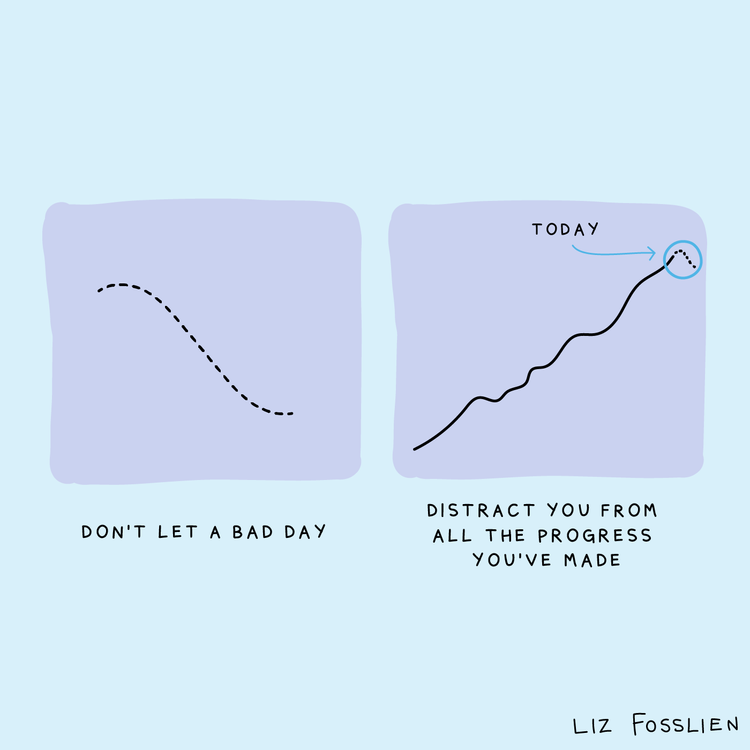 TODAY
DON'T LET A BAD DAY
DISTRACT YOU FROM
ALL THE PROGRESS
YOU'VE MADE
LIZ FOSSLIEN